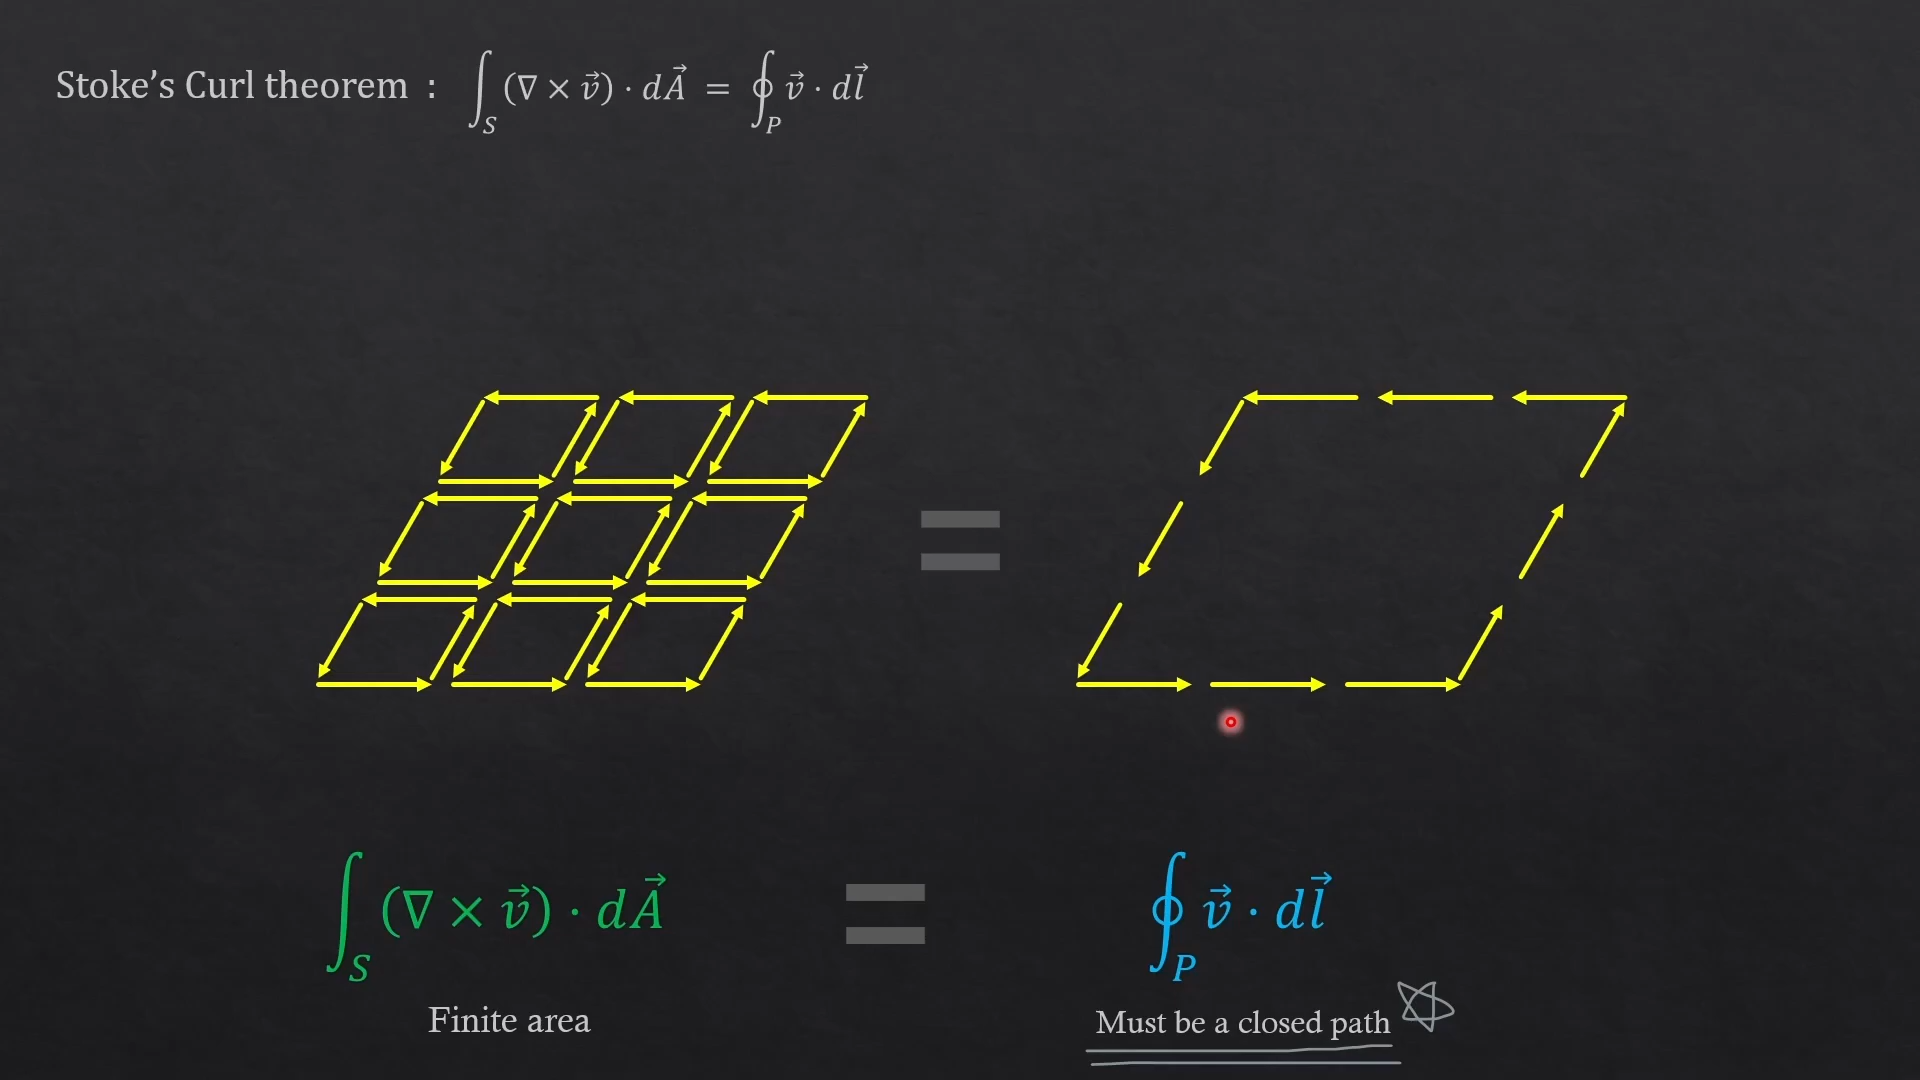 Stoke's Curl theorem : ∫_S (∇ × v⃗) · dA⃗ = ∮_P v⃗ · dl⃗
=
∫_S (∇ × v⃗) · dA⃗ = ∮_P v⃗ · dl⃗
Finite area
Must be a closed path